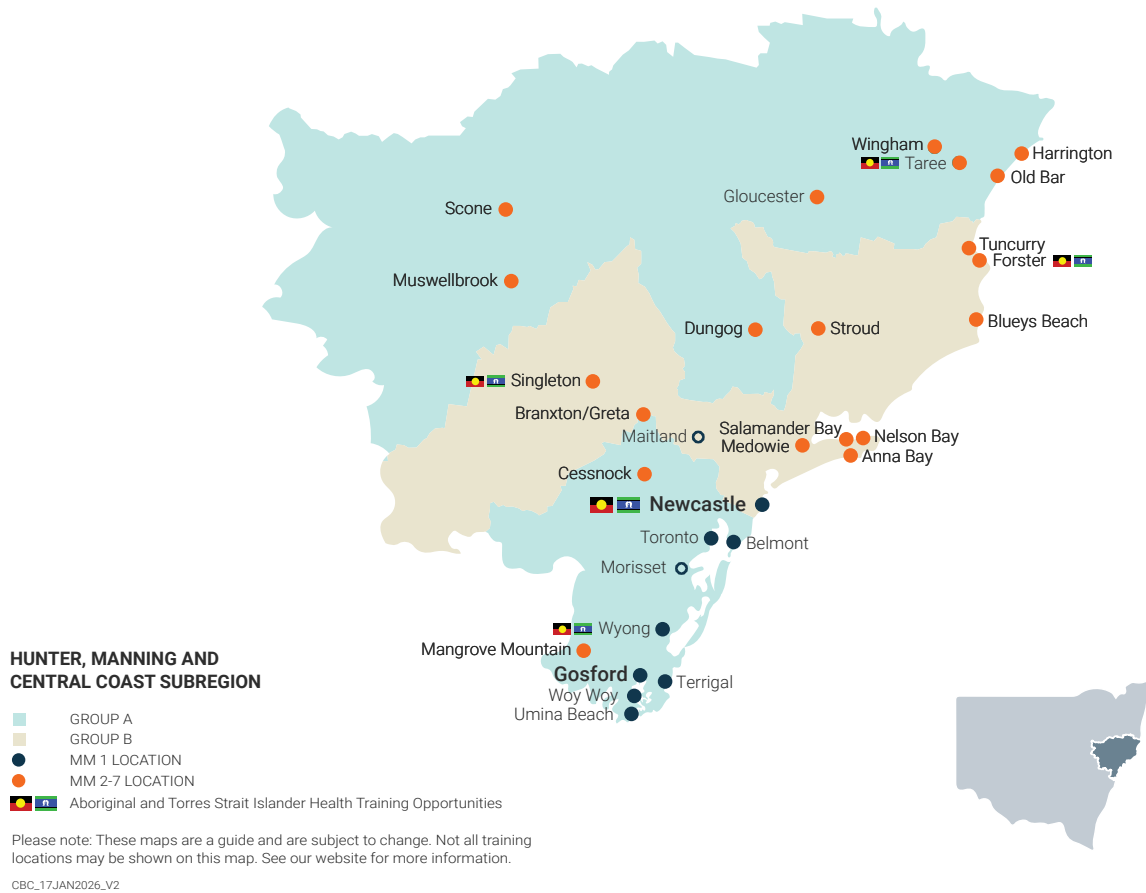 Wingham
Harrington
Taree
Old Bar
Gloucester
Scone
Tuncurry
Forster
Muswellbrook
Blueys Beach
Dungog
Stroud
Singleton
Branxton/Greta
Maitland
Salamander Bay
Nelson Bay
Medowie
Anna Bay
Cessnock
Newcastle
Toronto
Belmont
Morisset
Wyong
Mangrove Mountain
Gosford
Terrigal
Woy Woy
Umina Beach
HUNTER, MANNING AND
CENTRAL COAST SUBREGION
GROUP A
GROUP B
MM 1 LOCATION
MM 2-7 LOCATION
Aboriginal and Torres Strait Islander Health Training Opportunities
Please note: These maps are a guide and are subject to change. Not all training
locations may be shown on this map. See our website for more information.
CBC_17JAN2026_V2